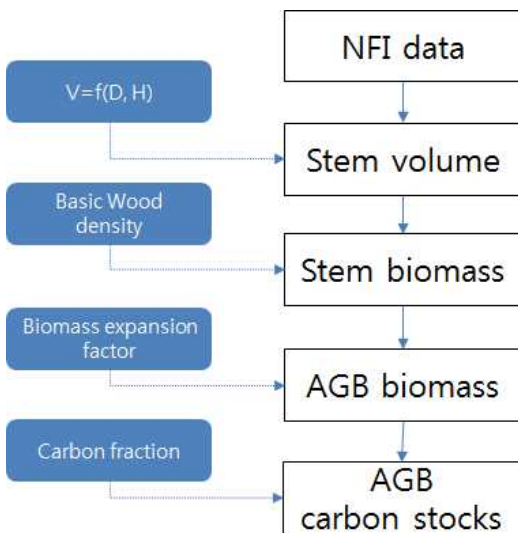 NFI data
V=f(D, H)
Stem volume
Basic Wood
density
Stem biomass
Biomass expansion
factor
AGB biomass
Carbon fraction
AGB
carbon stocks